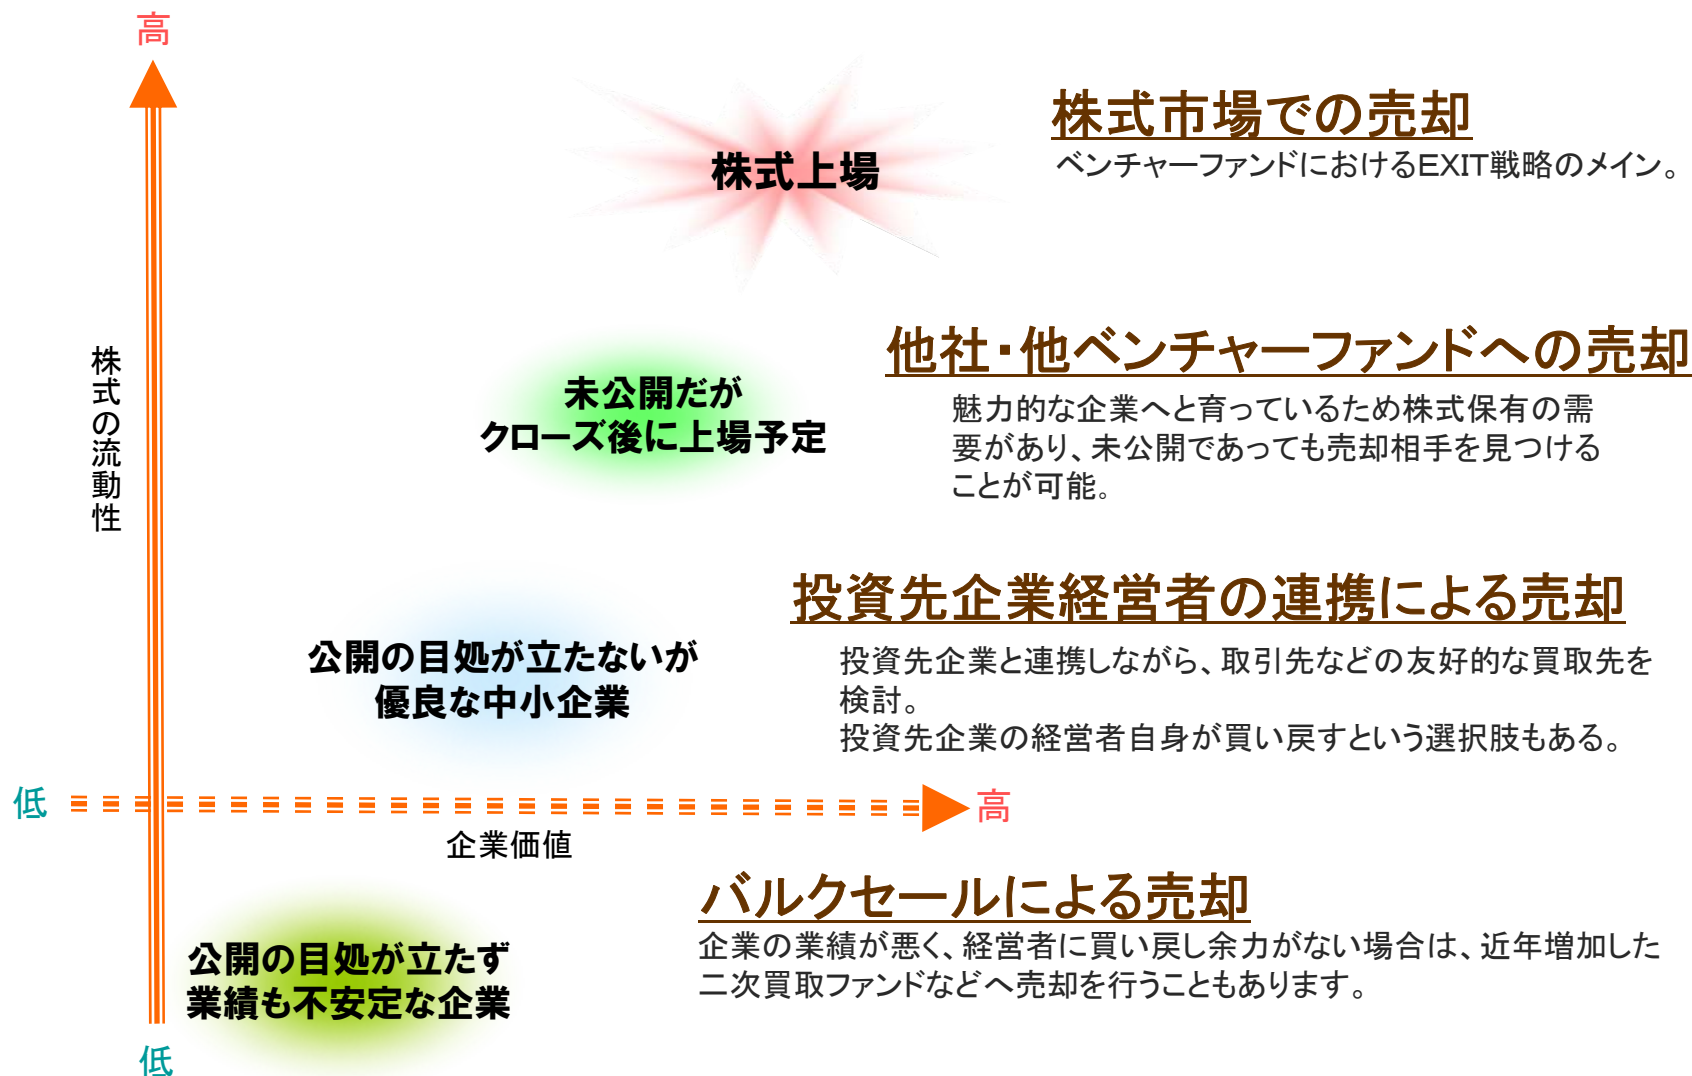 高
株式上場
株式市場での売却
ベンチャーファンドにおけるEXIT戦略のメイン。
株式の流動性
未公開だが
クローズ後に上場予定
他社・他ベンチャーファンドへの売却
魅力的な企業へと育っているため株式保有の需
要があり、未公開であっても売却相手を見つける
ことが可能。
公開の目処が立たないが
優良な中小企業
投資先企業経営者の連携による売却
投資先企業と連携しながら、取引先などの友好的な買取先を
検討。
投資先企業の経営者自身が買い戻すという選択肢もある。
低
高
企業価値
公開の目処が立たず
業績も不安定な企業
バルクセールによる売却
企業の業績が悪く、経営者に買い戻し余力がない場合は、近年増加した
二次買取ファンドなどへ売却を行うこともあります。
低